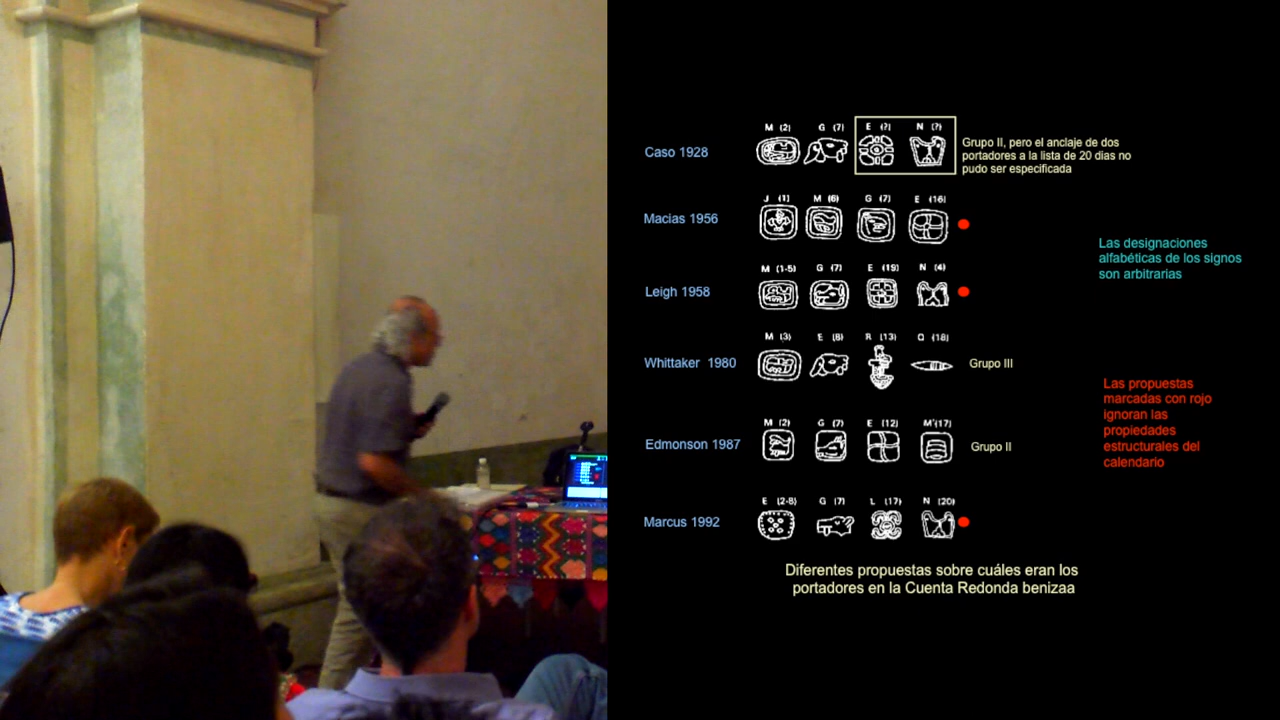 M (2) G (7) E (?) N (?)
Caso 1928
Grupo II, pero el anclaje de dos
portadores a la lista de 20 dias no
pudo ser especificada
J (1) M (6) G (7) E (16)
Macias 1956
Las designaciones
alfabéticas de los signos
son arbitrarias
M (1-5) G (7) E (19) N (4)
Leigh 1958
M (3) E (8) R (13) Q (18)
Whittaker 1980
Grupo III
Las propuestas
marcadas con rojo
ignoran las
propiedades
estructurales del
calendario
M (2) G (7) E (12) M'(17)
Edmonson 1987
Grupo II
E (2-8) G (7) L (17) N (20)
Marcus 1992
Diferentes propuestas sobre cuáles eran los
portadores en la Cuenta Redonda benizaa